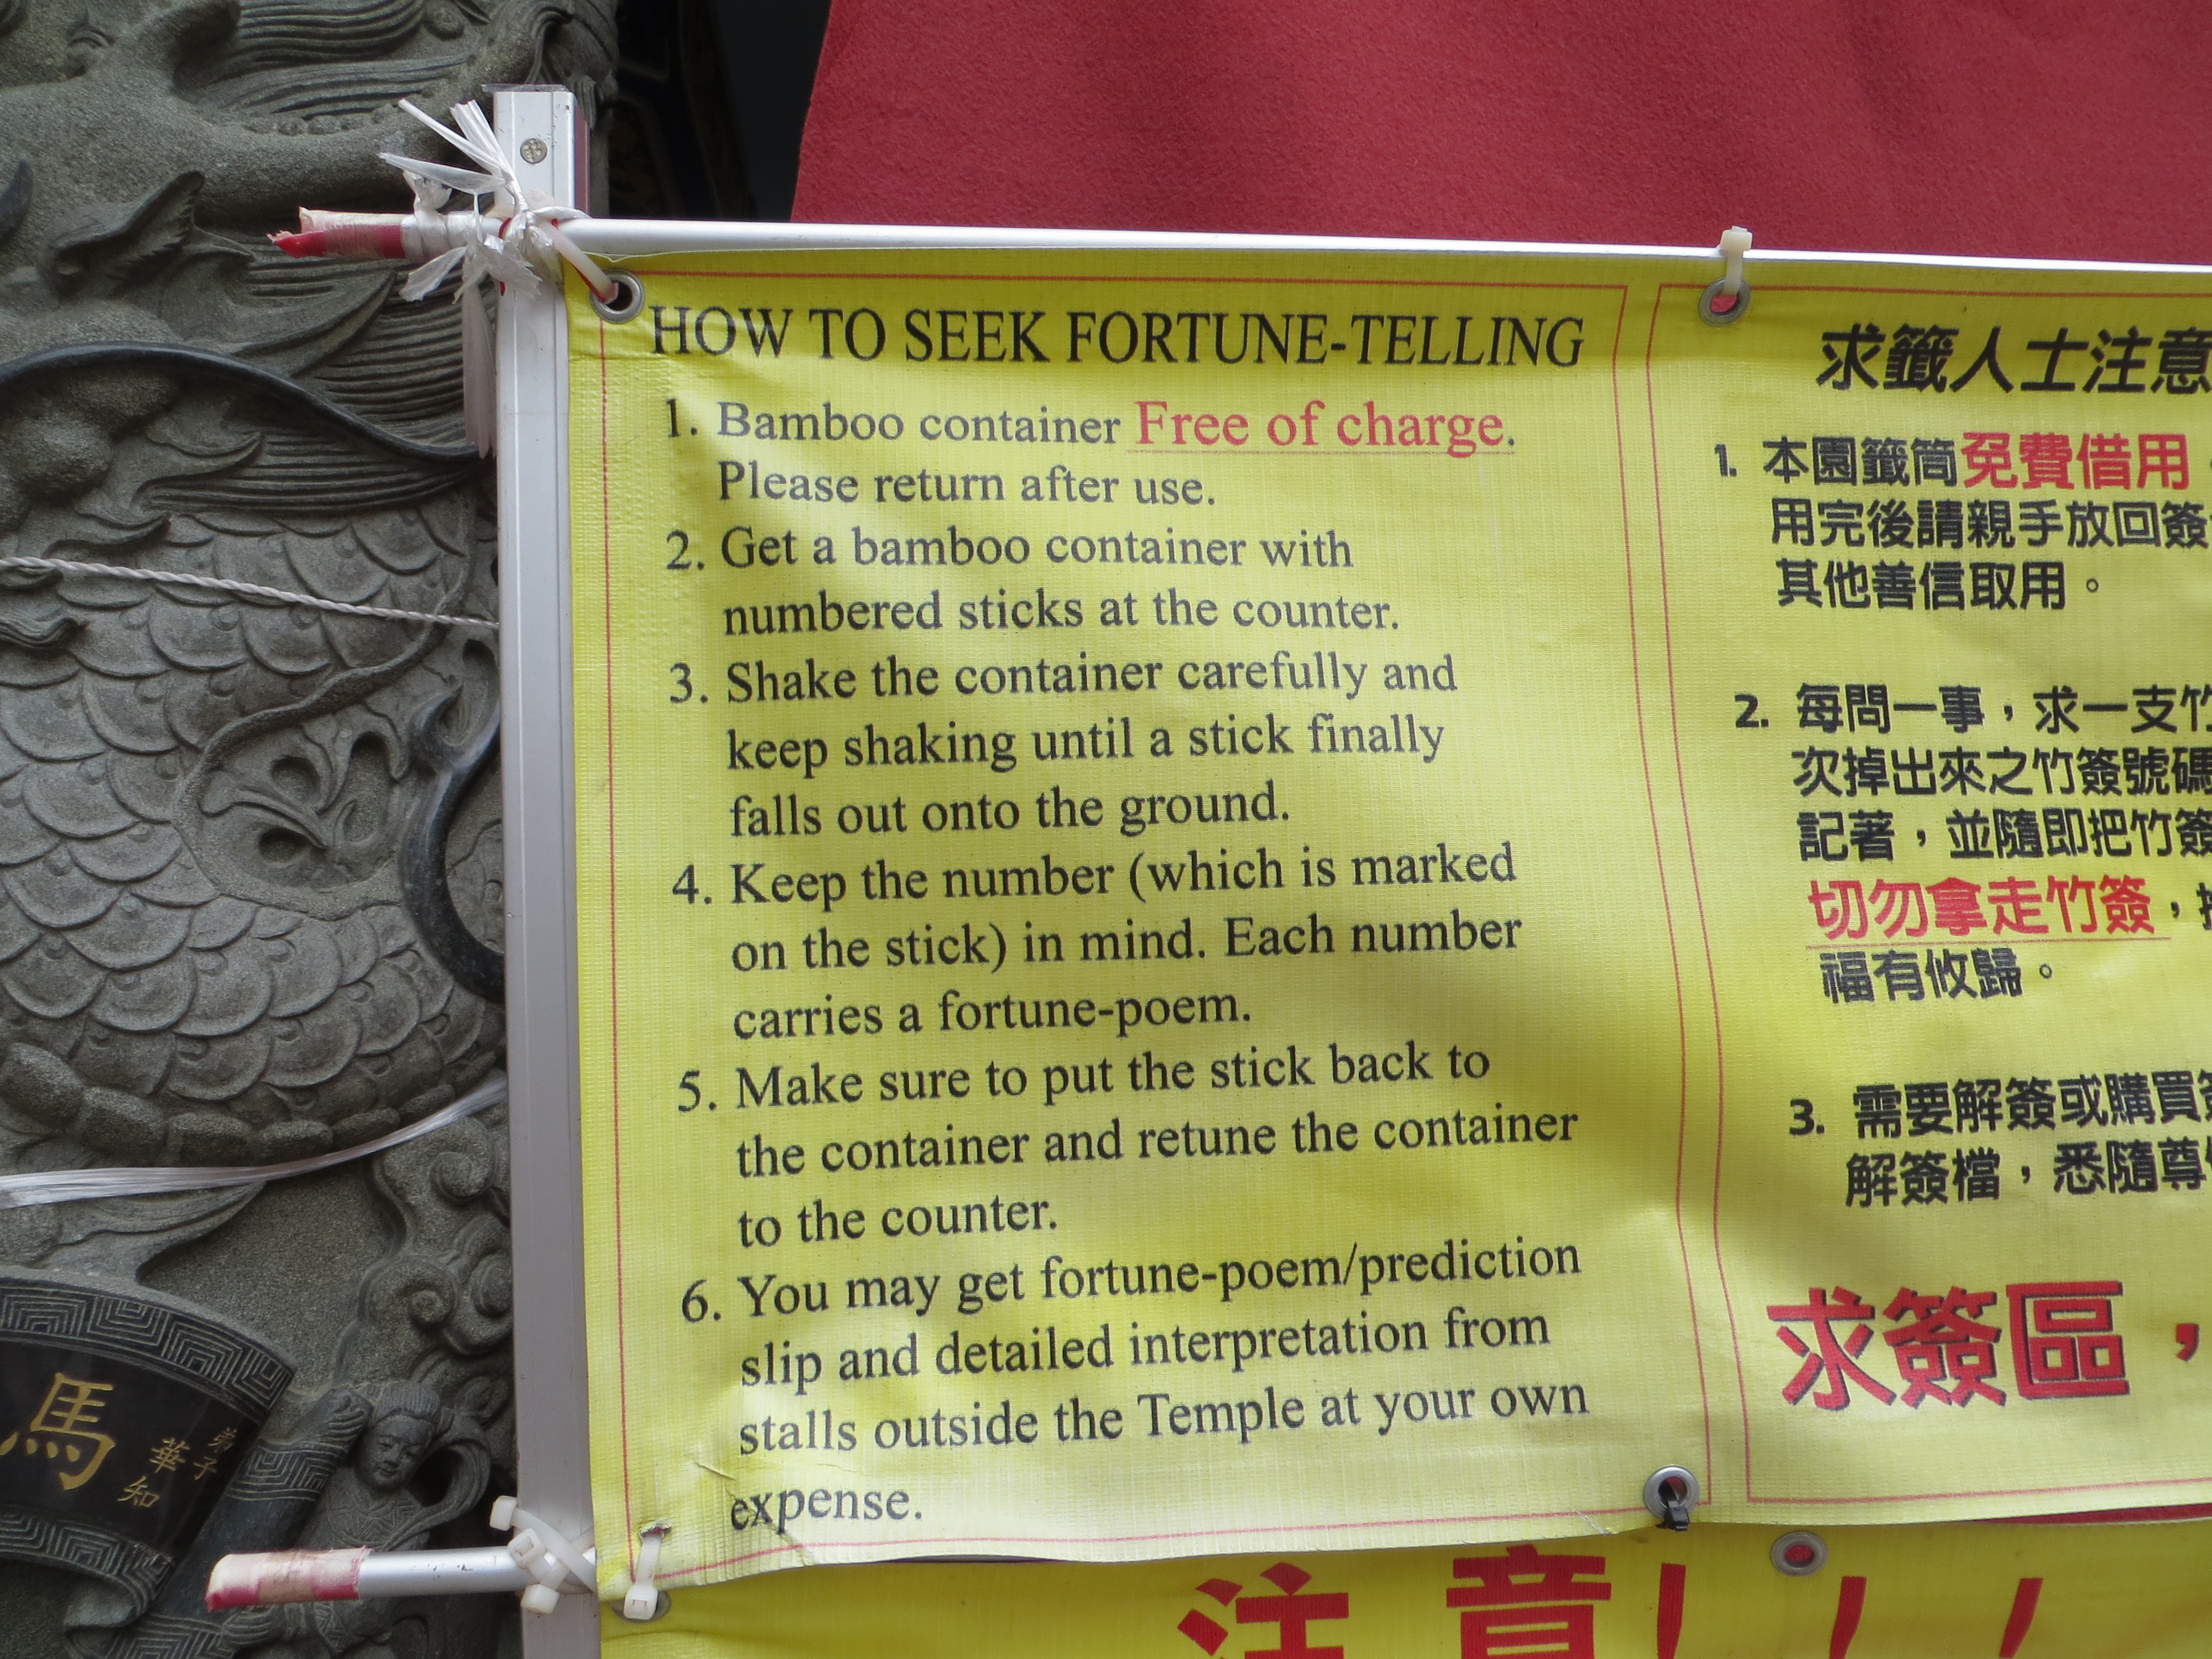 HOW TO SEEK FORTUNE-TELLING
1. Bamboo container Free of charge.
Please return after use.
2. Get a bamboo container with
numbered sticks at the counter.
3. Shake the container carefully and
keep shaking until a stick finally
falls out onto the ground.
4. Keep the number (which is marked
on the stick) in mind. Each number
carries a fortune-poem.
5. Make sure to put the stick back to
the container and retune the container
to the counter.
6. You may get fortune-poem/prediction
slip and detailed interpretation from
stalls outside the Temple at your own
expense.
求籤人士注意
1. 本園籤筒免費借用
用完後請親手放回簽
其他善信取用。
2. 每問一事，求一支竹
次掉出來之竹簽號碼
記著，並隨即把竹簽
切勿拿走竹簽，
福有攸歸。
3. 需要解簽或購買簽
解簽檔，悉隨尊
求簽區，
注意!!!
馬
華知
弟子